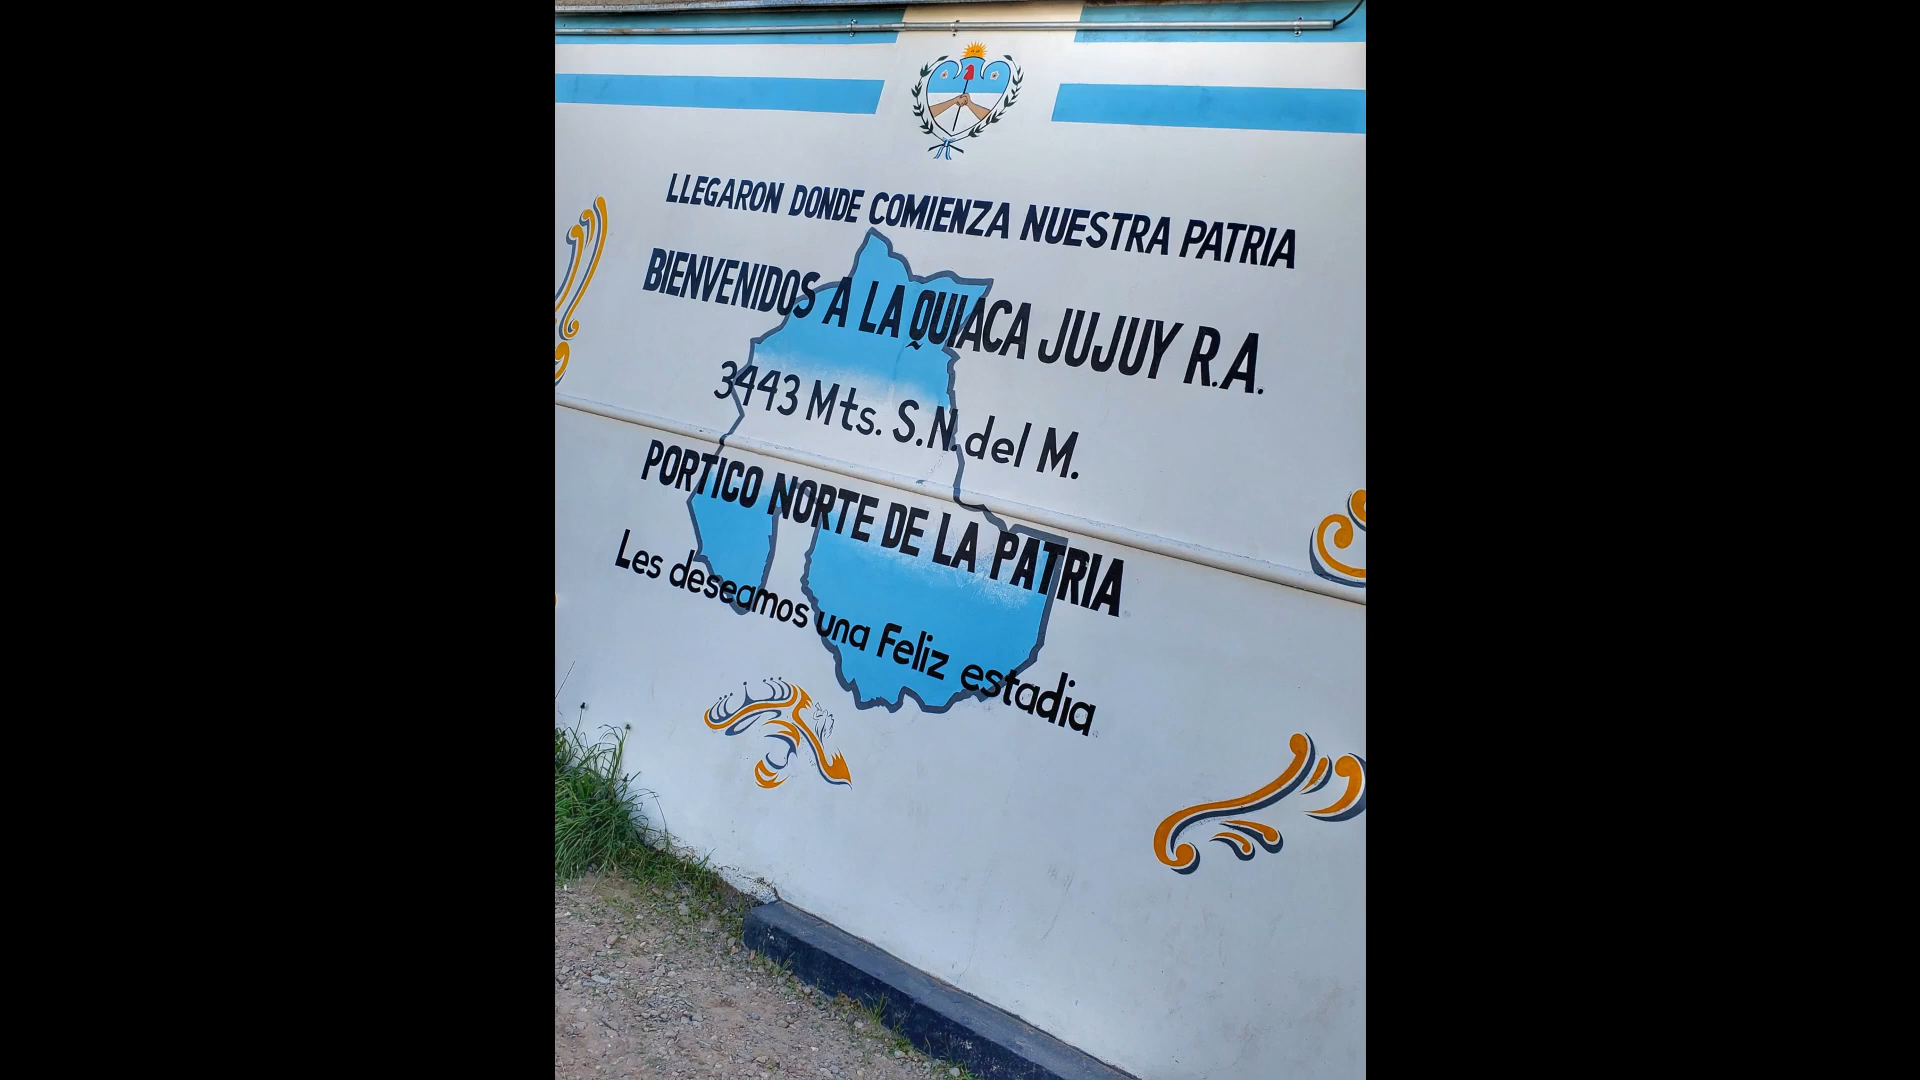 LLEGARON DONDE COMIENZA NUESTRA PATRIA
BIENVENIDOS A LA QUIACA JUJUY R.A.
3443 Mts. S.N. del M.
PORTICO NORTE DE LA PATRIA
Les deseamos una Feliz estadia